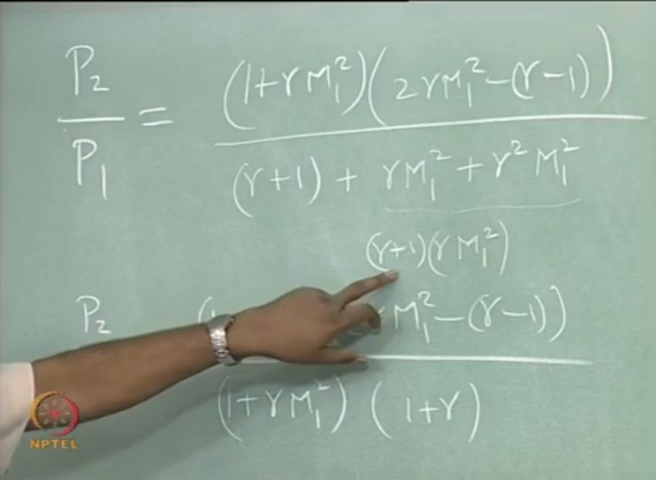 P₂/P₁ = (1+γM₁²)(2γM₁²-(γ-1))
(γ+1) + γM₁² + γ²M₁²
(γ+1)(γM₁²)
P₂ ( M₁² - (γ-1))
(1+γM₁²) (1+γ)
NPTEL